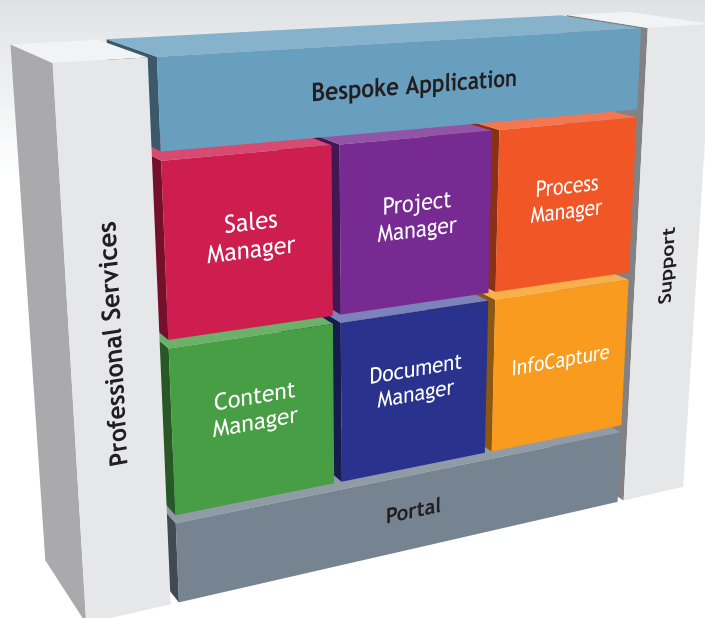 Bespoke Application
Professional Services
Sales
Manager
Project
Manager
Process
Manager
Support
Content
Manager
Document
Manager
InfoCapture
Portal